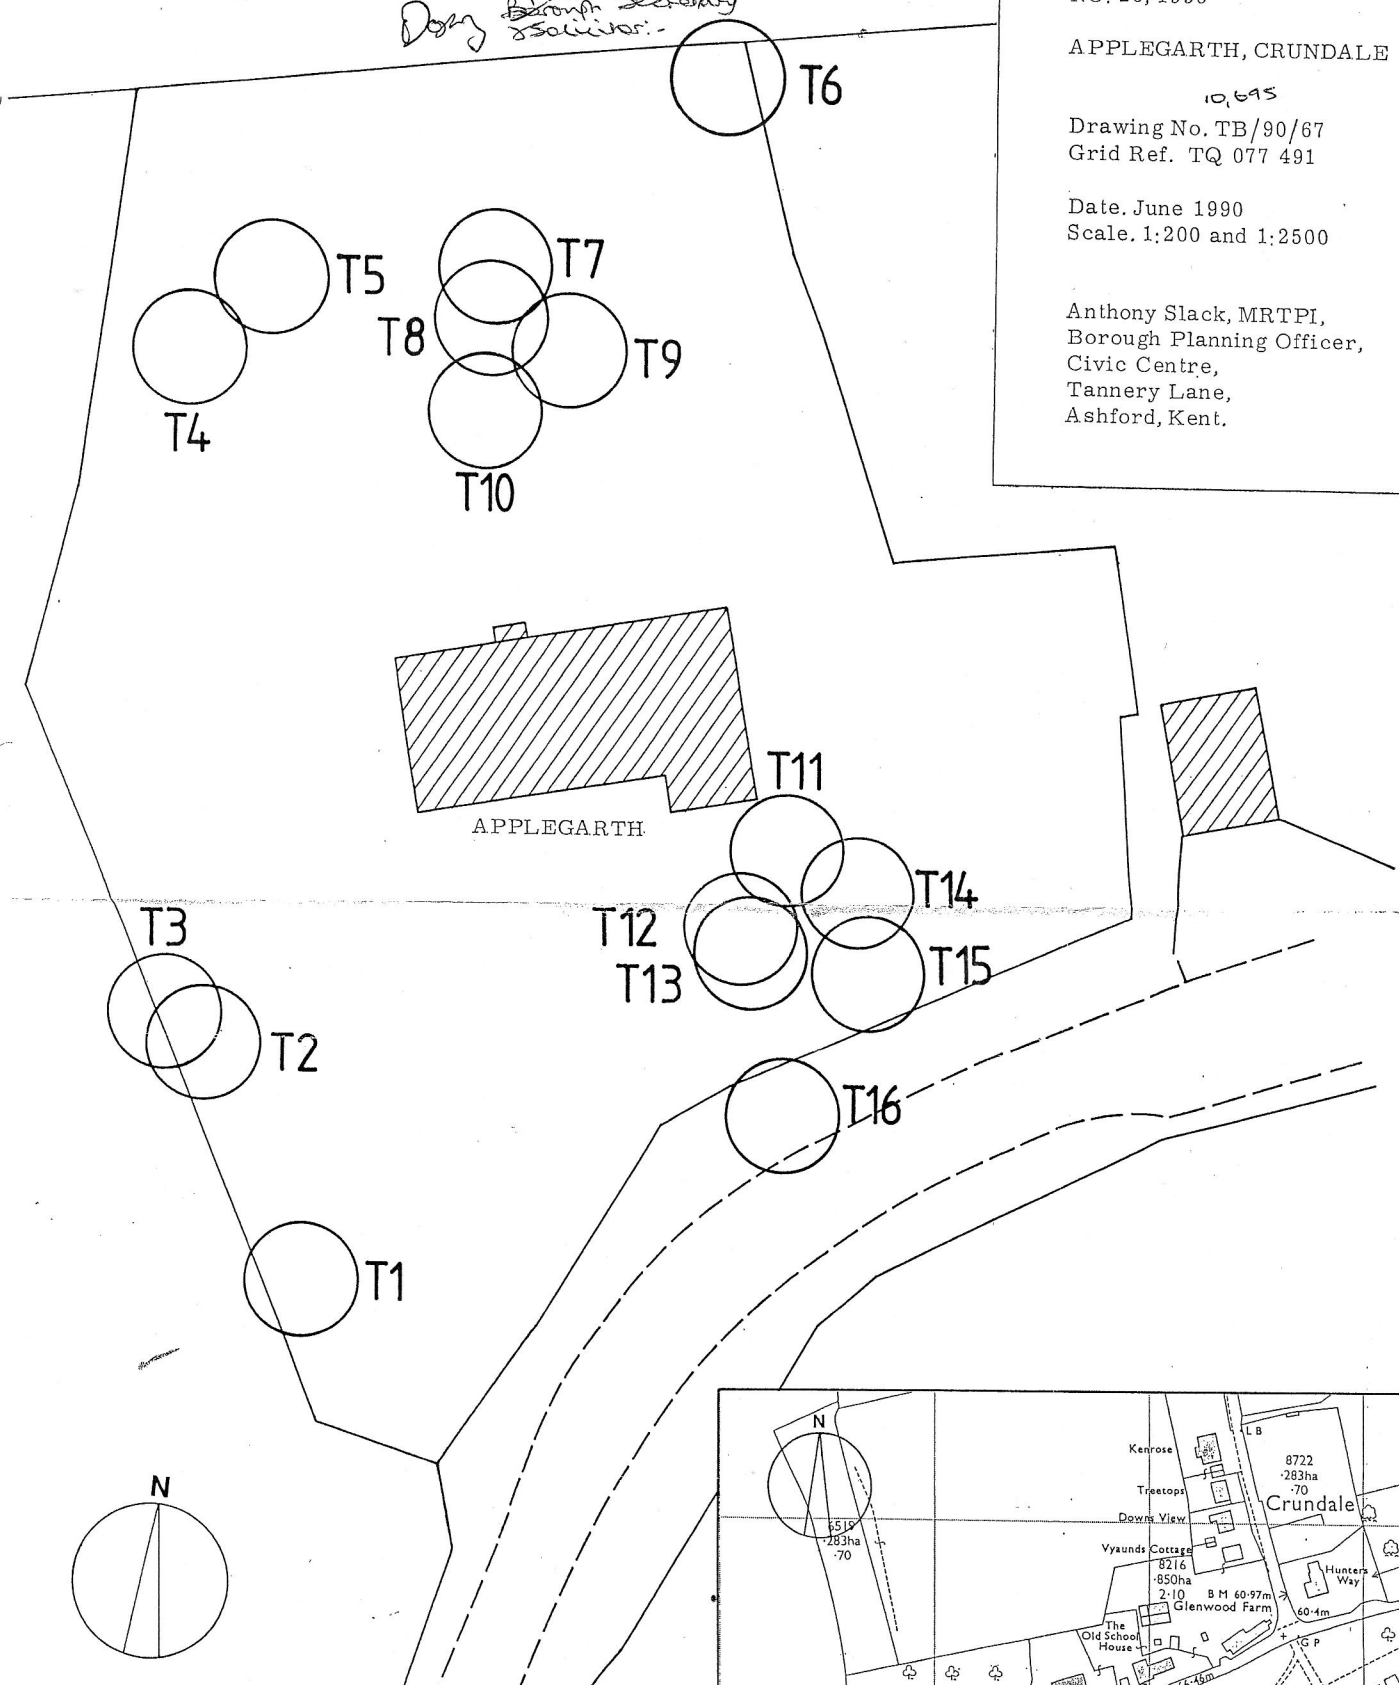 Borough Secretary
Solicitor:-
APPLEGARTH, CRUNDALE
10,695
Drawing No. TB/90/67
Grid Ref. TQ 077 491
Date. June 1990
Scale. 1:200 and 1:2500
Anthony Slack, MRTPI,
Borough Planning Officer,
Civic Centre,
Tannery Lane,
Ashford, Kent.
T6
T5
T7
T8
T9
T4
T10
T11
APPLEGARTH
T14
T12
T3
T15
T13
T2
T16
T1
N
N
6519
·283ha
·70
Kenrose
Treetops
Downs View
Vyaunds Cottage
8216
·850ha
2·10
B M 60·97m
Glenwood Farm
The
Old School
House
L B
8722
·283ha
·70
Crundale
Hunters
Way
60·4m
G P